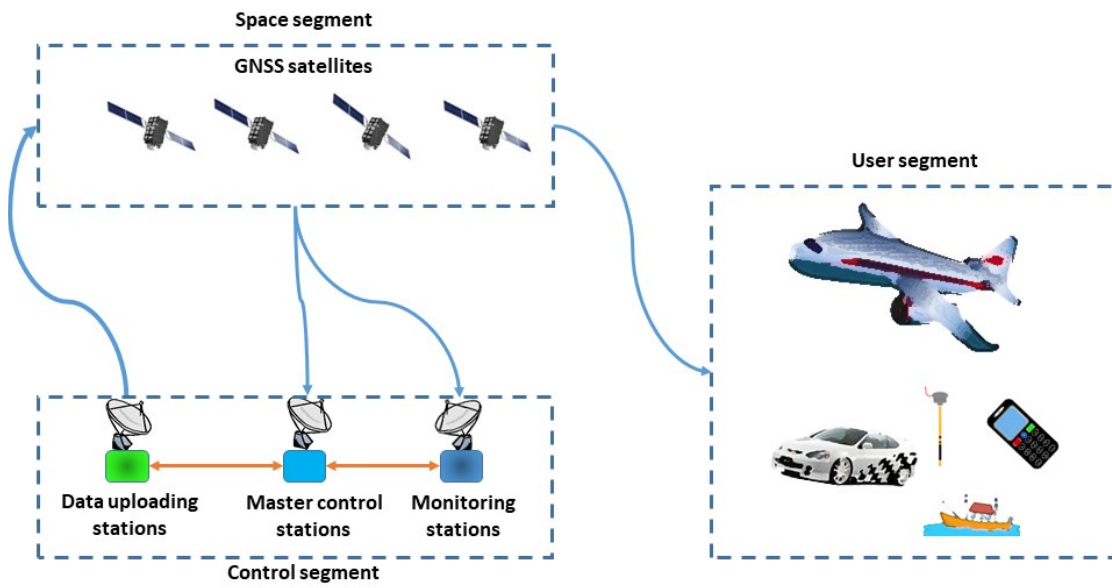 Space segment
GNSS satellites
User segment
Data uploading
stations
Master control
stations
Monitoring
stations
Control segment